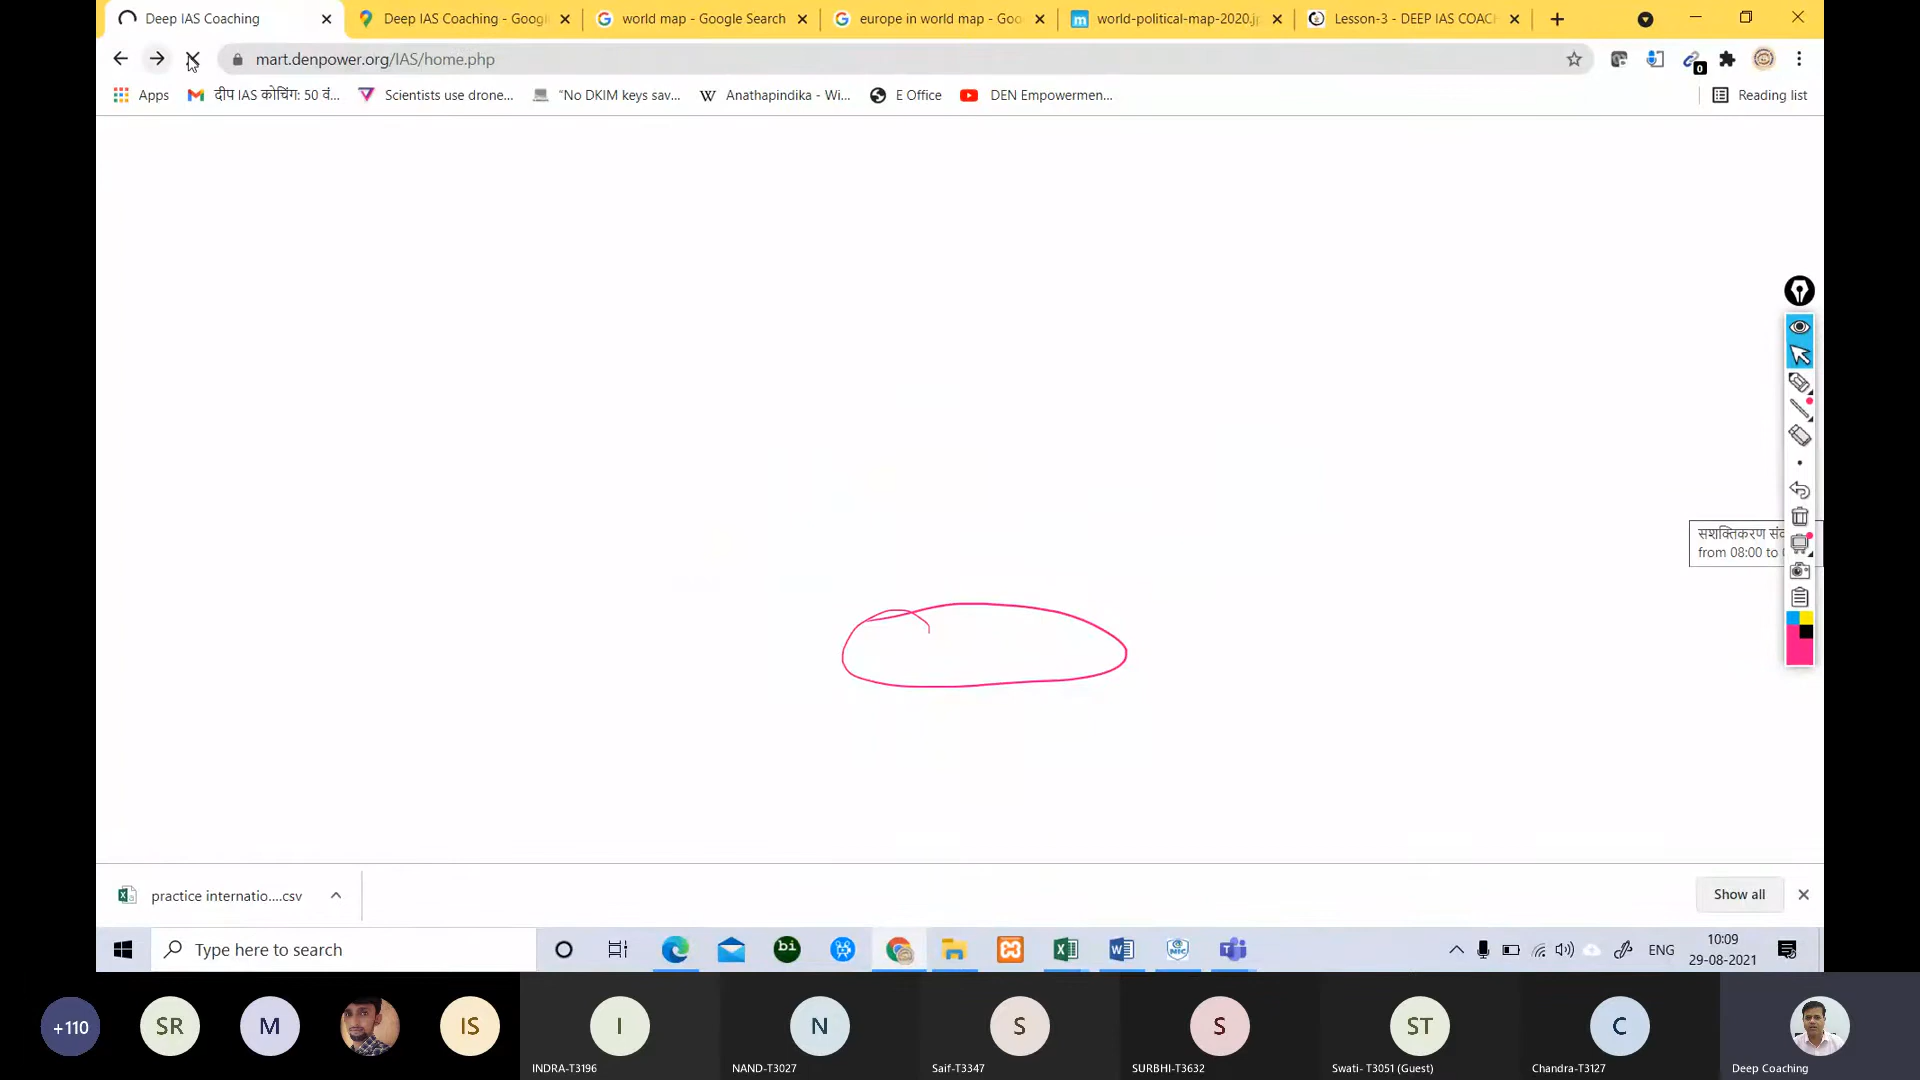 Deep IAS Coaching
Deep IAS Coaching - Googl
world map - Google Search
europe in world map - Goo
world-political-map-2020.j
Lesson-3 - DEEP IAS COACH
mart.denpower.org/IAS/home.php
0
Apps
दीप IAS कोचिंग: 50 वं...
Scientists use drone...
"No DKIM keys sav...
Anathapindika - Wi...
E Office
DEN Empowermen...
Reading list
सशक्तिकरण सं
from 08:00 to
practice internatio....csv
Show all
Type here to search
bi
NIC
ENG
10:09
29-08-2021
+110
SR
M
IS
I
N
S
S
ST
C
INDRA-T3196
NAND-T3027
Saif-T3347
SURBHI-T3632
Swati- T3051 (Guest)
Chandra-T3127
Deep Coaching